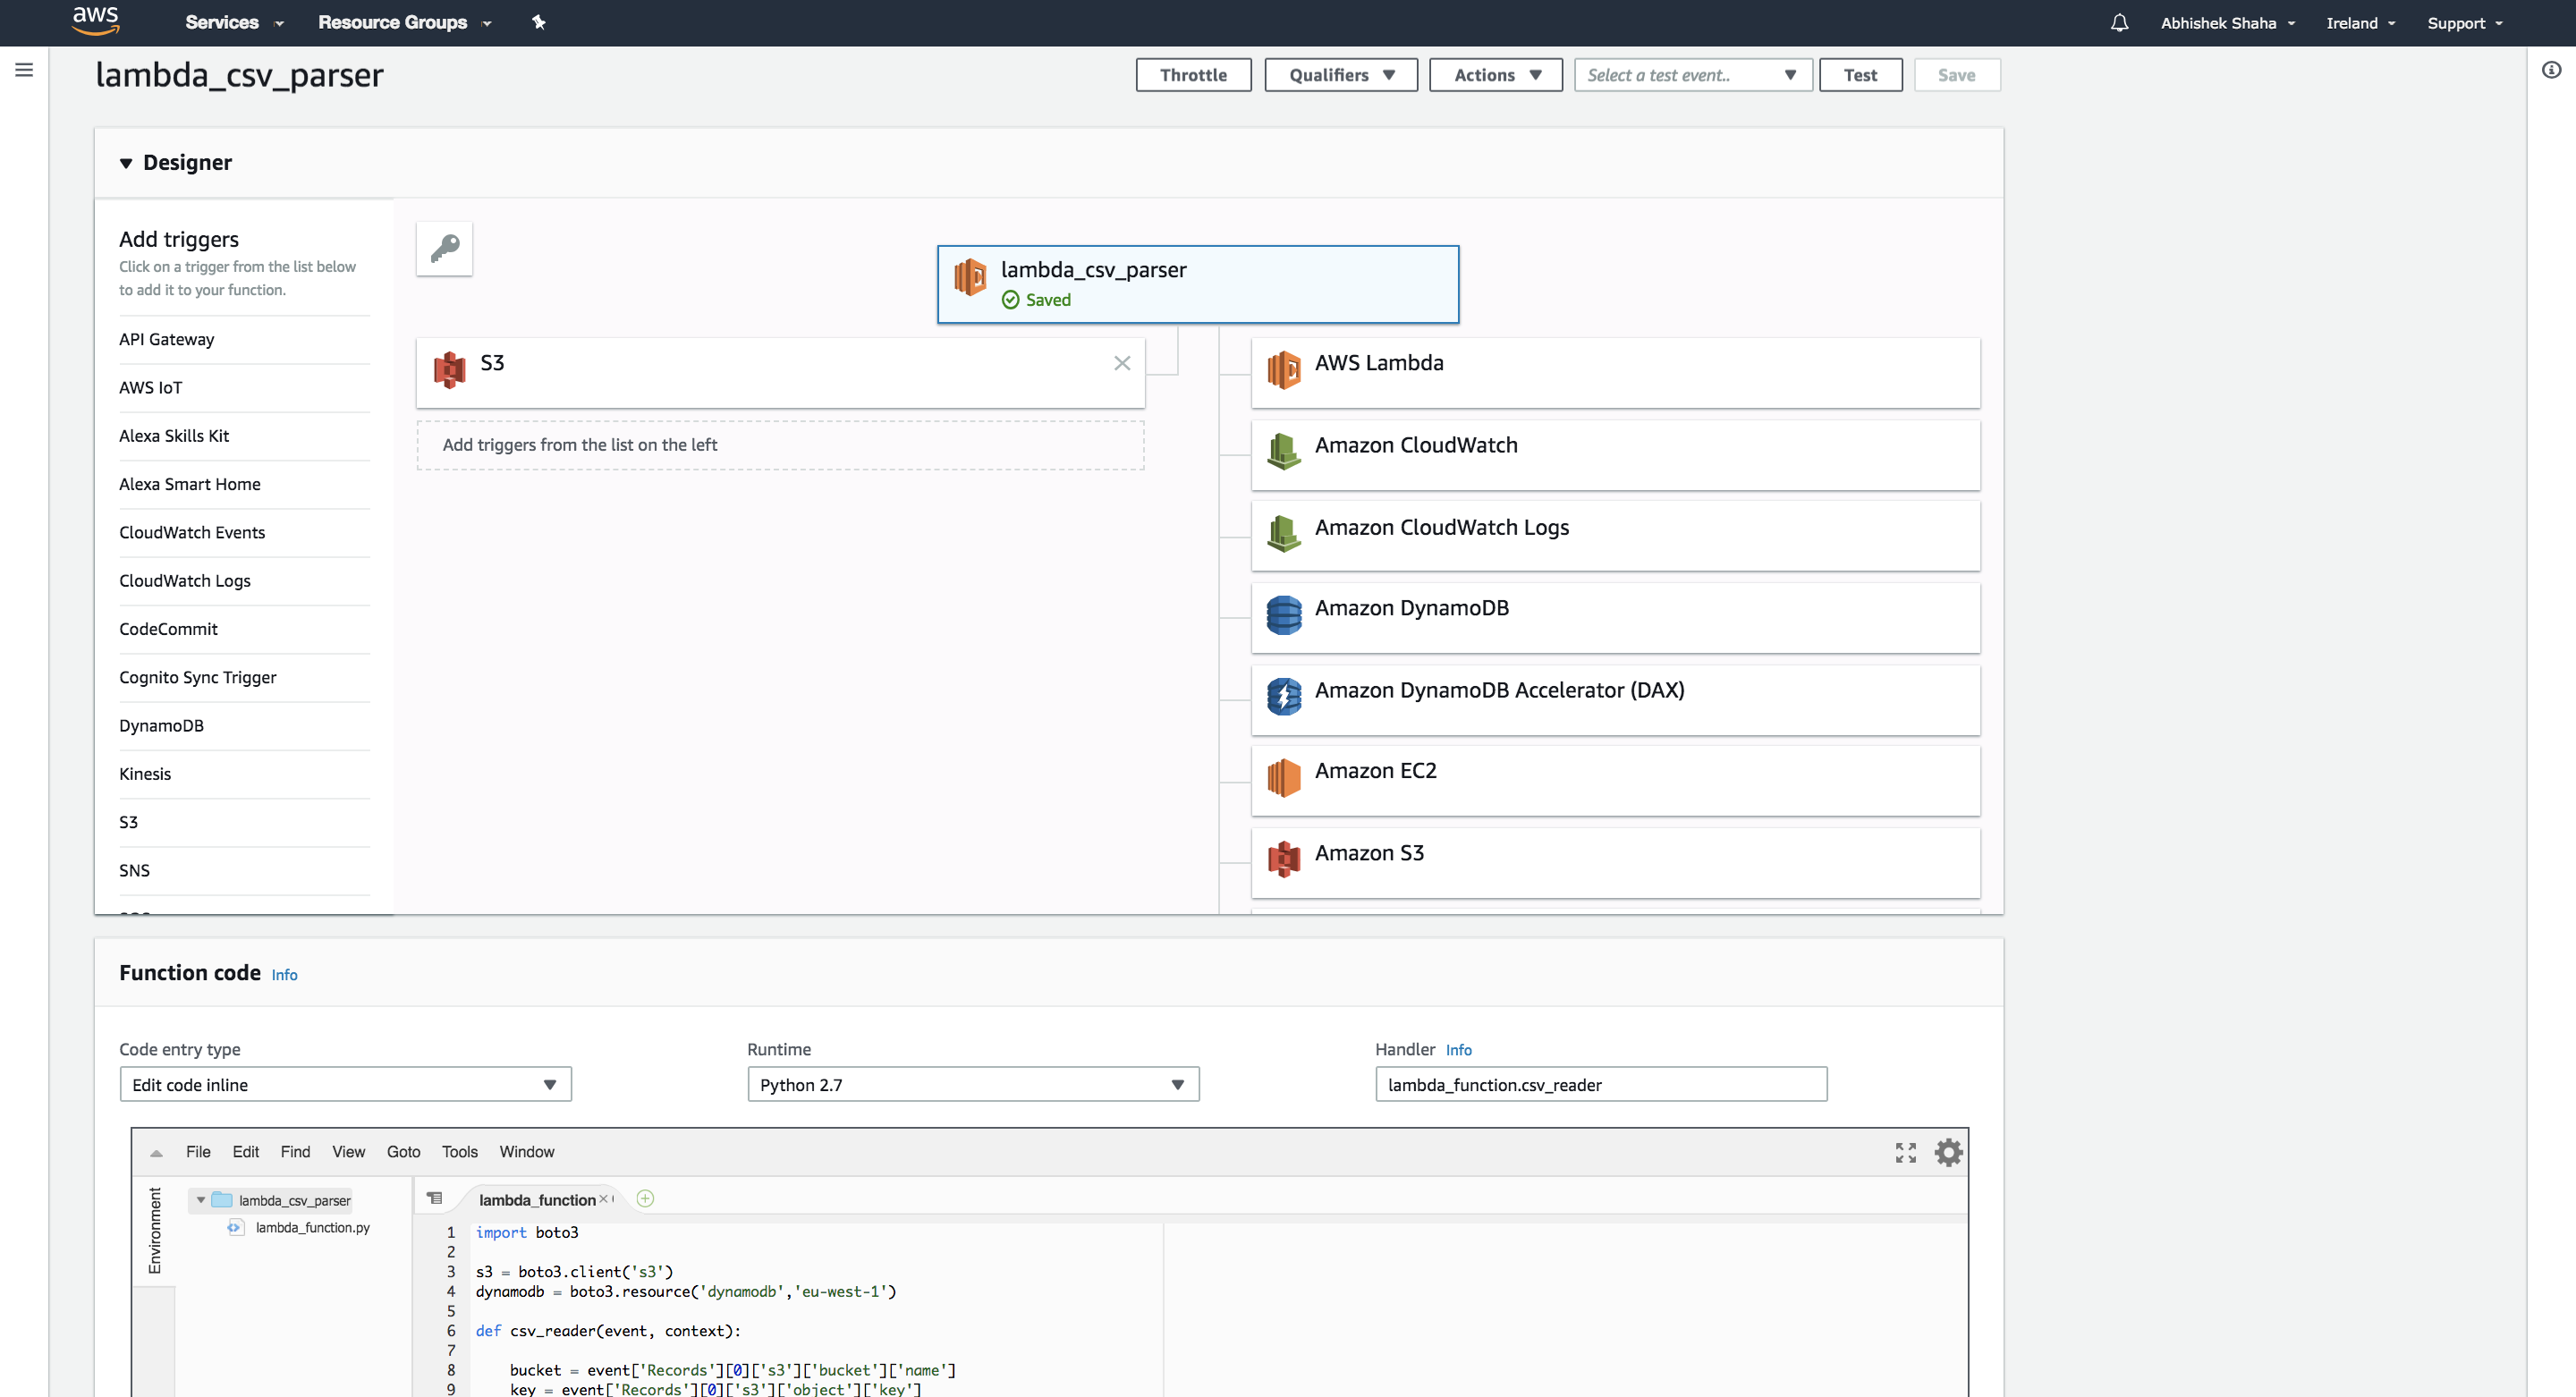 aws
Services
Resource Groups
Abhishek Shaha
Ireland
Support
lambda_csv_parser
Throttle
Qualifiers
Actions
Select a test event..
Test
Save
Designer
Add triggers
Click on a trigger from the list below
to add it to your function.
API Gateway
AWS IoT
Alexa Skills Kit
Alexa Smart Home
CloudWatch Events
CloudWatch Logs
CodeCommit
Cognito Sync Trigger
DynamoDB
Kinesis
S3
SNS
lambda_csv_parser
Saved
S3
Add triggers from the list on the left
AWS Lambda
Amazon CloudWatch
Amazon CloudWatch Logs
Amazon DynamoDB
Amazon DynamoDB Accelerator (DAX)
Amazon EC2
Amazon S3
Function code Info
Code entry type
Edit code inline
Runtime
Python 2.7
Handler Info
lambda_function.csv_reader
File Edit Find View Goto Tools Window
Environment
lambda_csv_parser
lambda_function.py
lambda_function
1 import boto3
2
3 s3 = boto3.client('s3')
4 dynamodb = boto3.resource('dynamodb','eu-west-1')
5
6 def csv_reader(event, context):
7
8 bucket = event['Records'][0]['s3']['bucket']['name']
9 key = event['Records'][0]['s3']['object']['key']